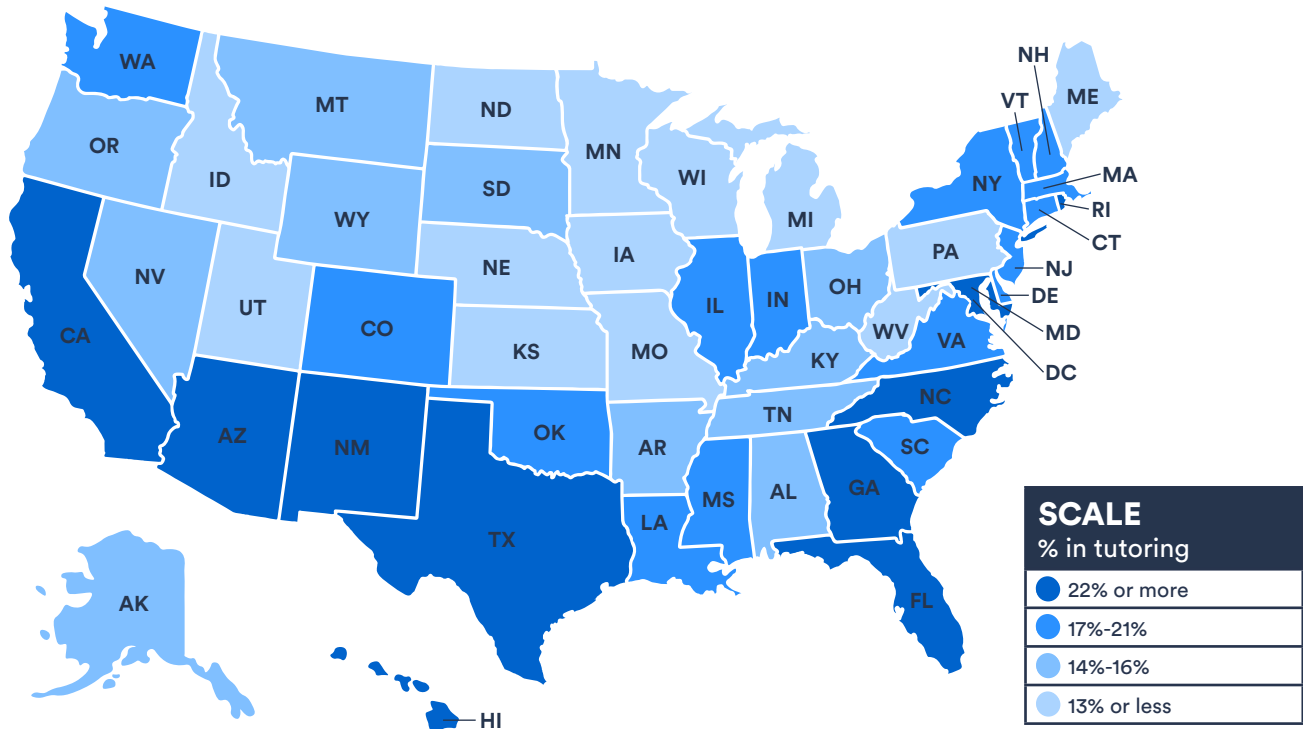 NH
WA
VT
ME
MT
ND
OR
MN
MA
ID
WI
NY
SD
RI
WY
MI
CT
PA
IA
NE
NJ
NV
OH
DE
UT
IL
IN
CO
MD
CA
WV
VA
KS
MO
KY
DC
NC
TN
AZ
OK
NM
AR
SC
GA
AL
MS
LA
TX
AK
FL
HI
SCALE
% in tutoring
22% or more
17%-21%
14%-16%
13% or less